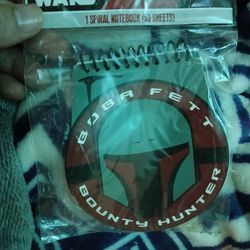 WARS
1 SPIRAL NOTEBOOK (50 SHEETS)
BOBA FETT
BOUNTY HUNTER